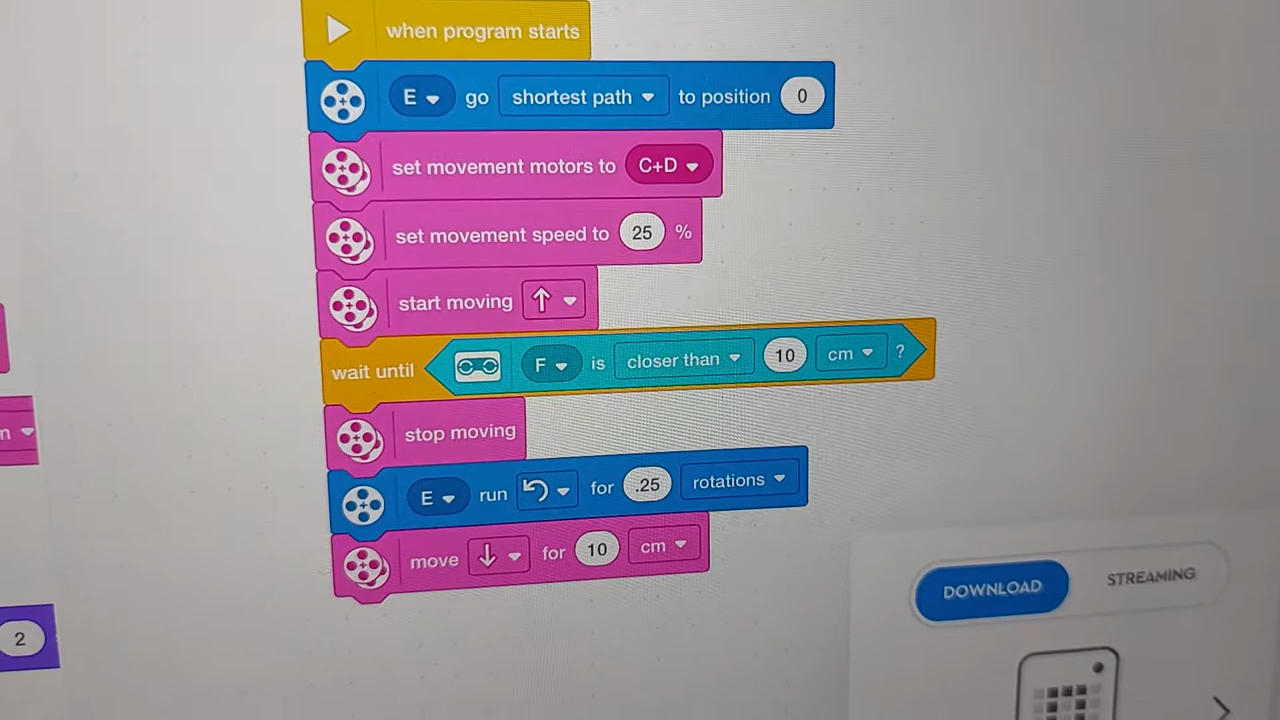 when program starts
E go shortest path to position 0
set movement motors to C+D
set movement speed to 25 %
start moving
wait until F is closer than 10 cm ?
stop moving
E run for .25 rotations
move for 10 cm
2
DOWNLOAD STREAMING